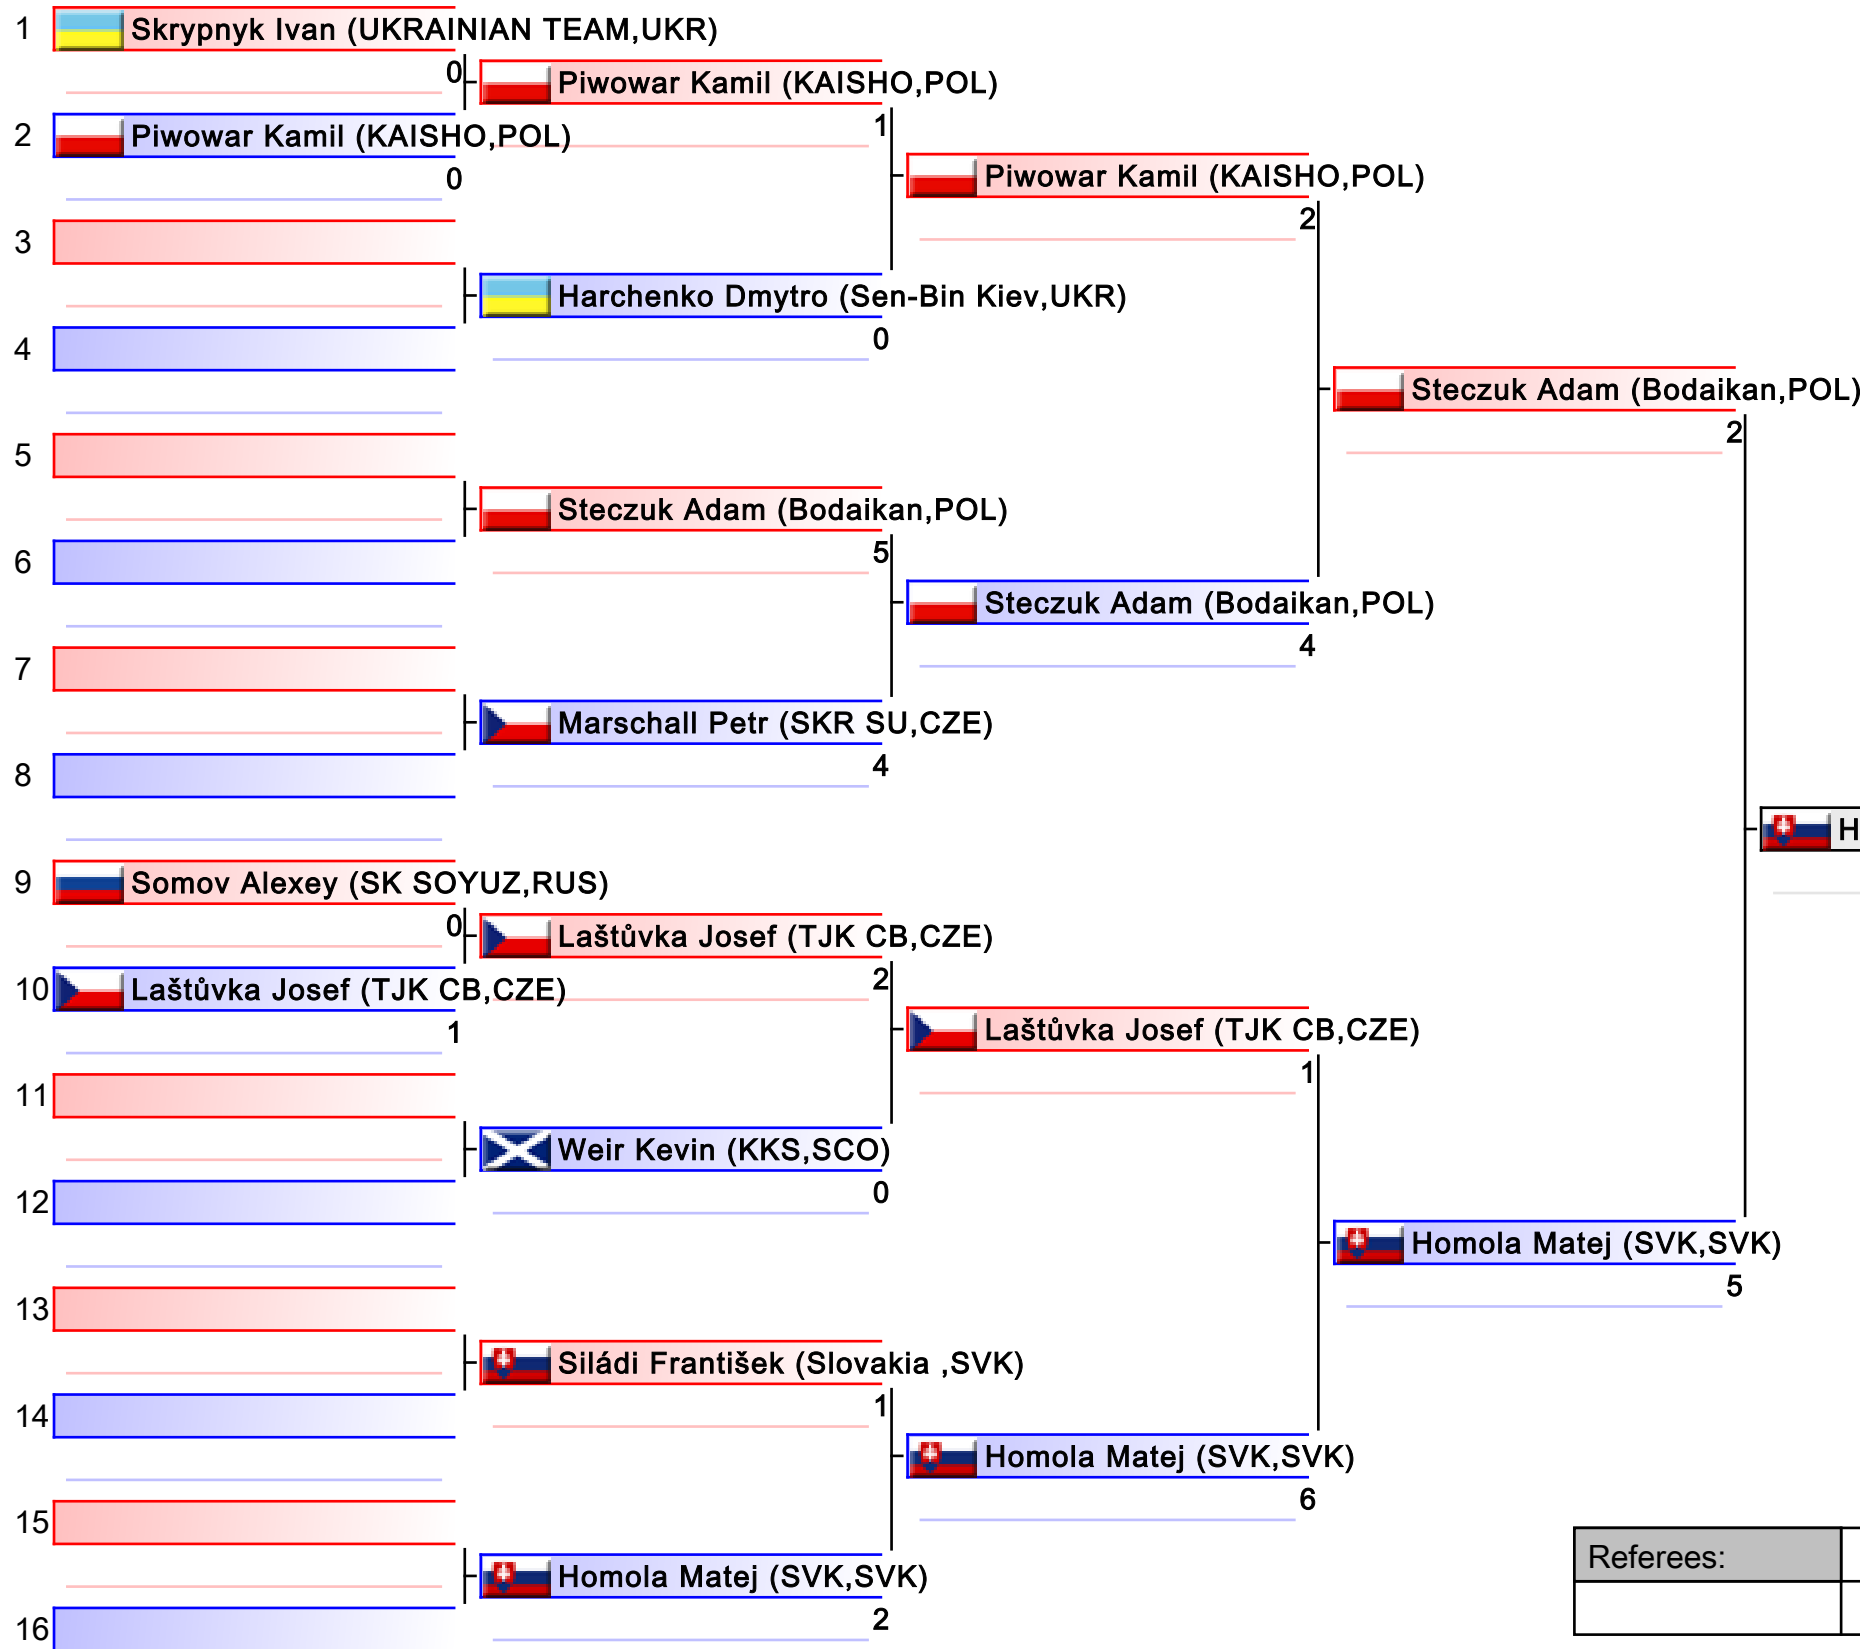 1 Skrypnyk Ivan (UKRAINIAN TEAM,UKR)
0 Piwowar Kamil (KAISHO,POL)
1
2 Piwowar Kamil (KAISHO,POL)
0
Piwowar Kamil (KAISHO,POL)
2
3
Harchenko Dmytro (Sen-Bin Kiev,UKR)
0
4
Steczuk Adam (Bodaikan,POL)
2
5
Steczuk Adam (Bodaikan,POL)
5
6
Steczuk Adam (Bodaikan,POL)
4
7
Marschall Petr (SKR SU,CZE)
4
8
H
9 Somov Alexey (SK SOYUZ,RUS)
0 Laštůvka Josef (TJK CB,CZE)
2
10 Laštůvka Josef (TJK CB,CZE)
1
Laštůvka Josef (TJK CB,CZE)
1
11
Weir Kevin (KKS,SCO)
0
12
Homola Matej (SVK,SVK)
5
13
Siládi František (Slovakia ,SVK)
1
14
Homola Matej (SVK,SVK)
6
15
Homola Matej (SVK,SVK)
2
16
Referees: